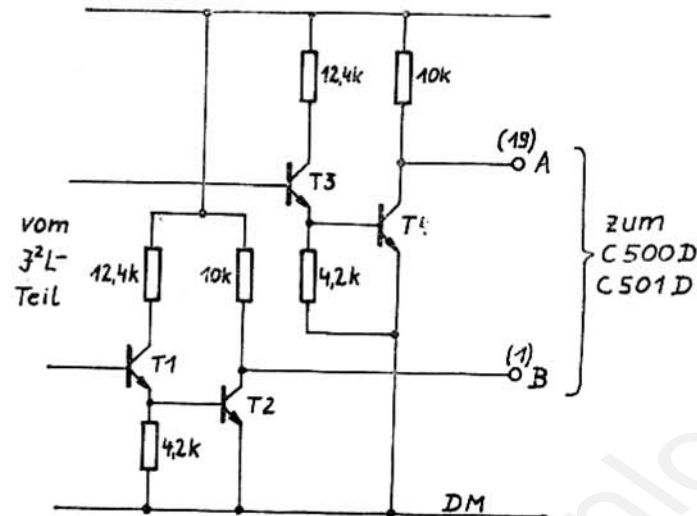 12,4k
10k
(19)
A
T3
T4
vom
I²L-
Teil
12,4k
10k
4,2k
zum
C500D
C501D
T1
T2
(1)
B
4,2k
DM